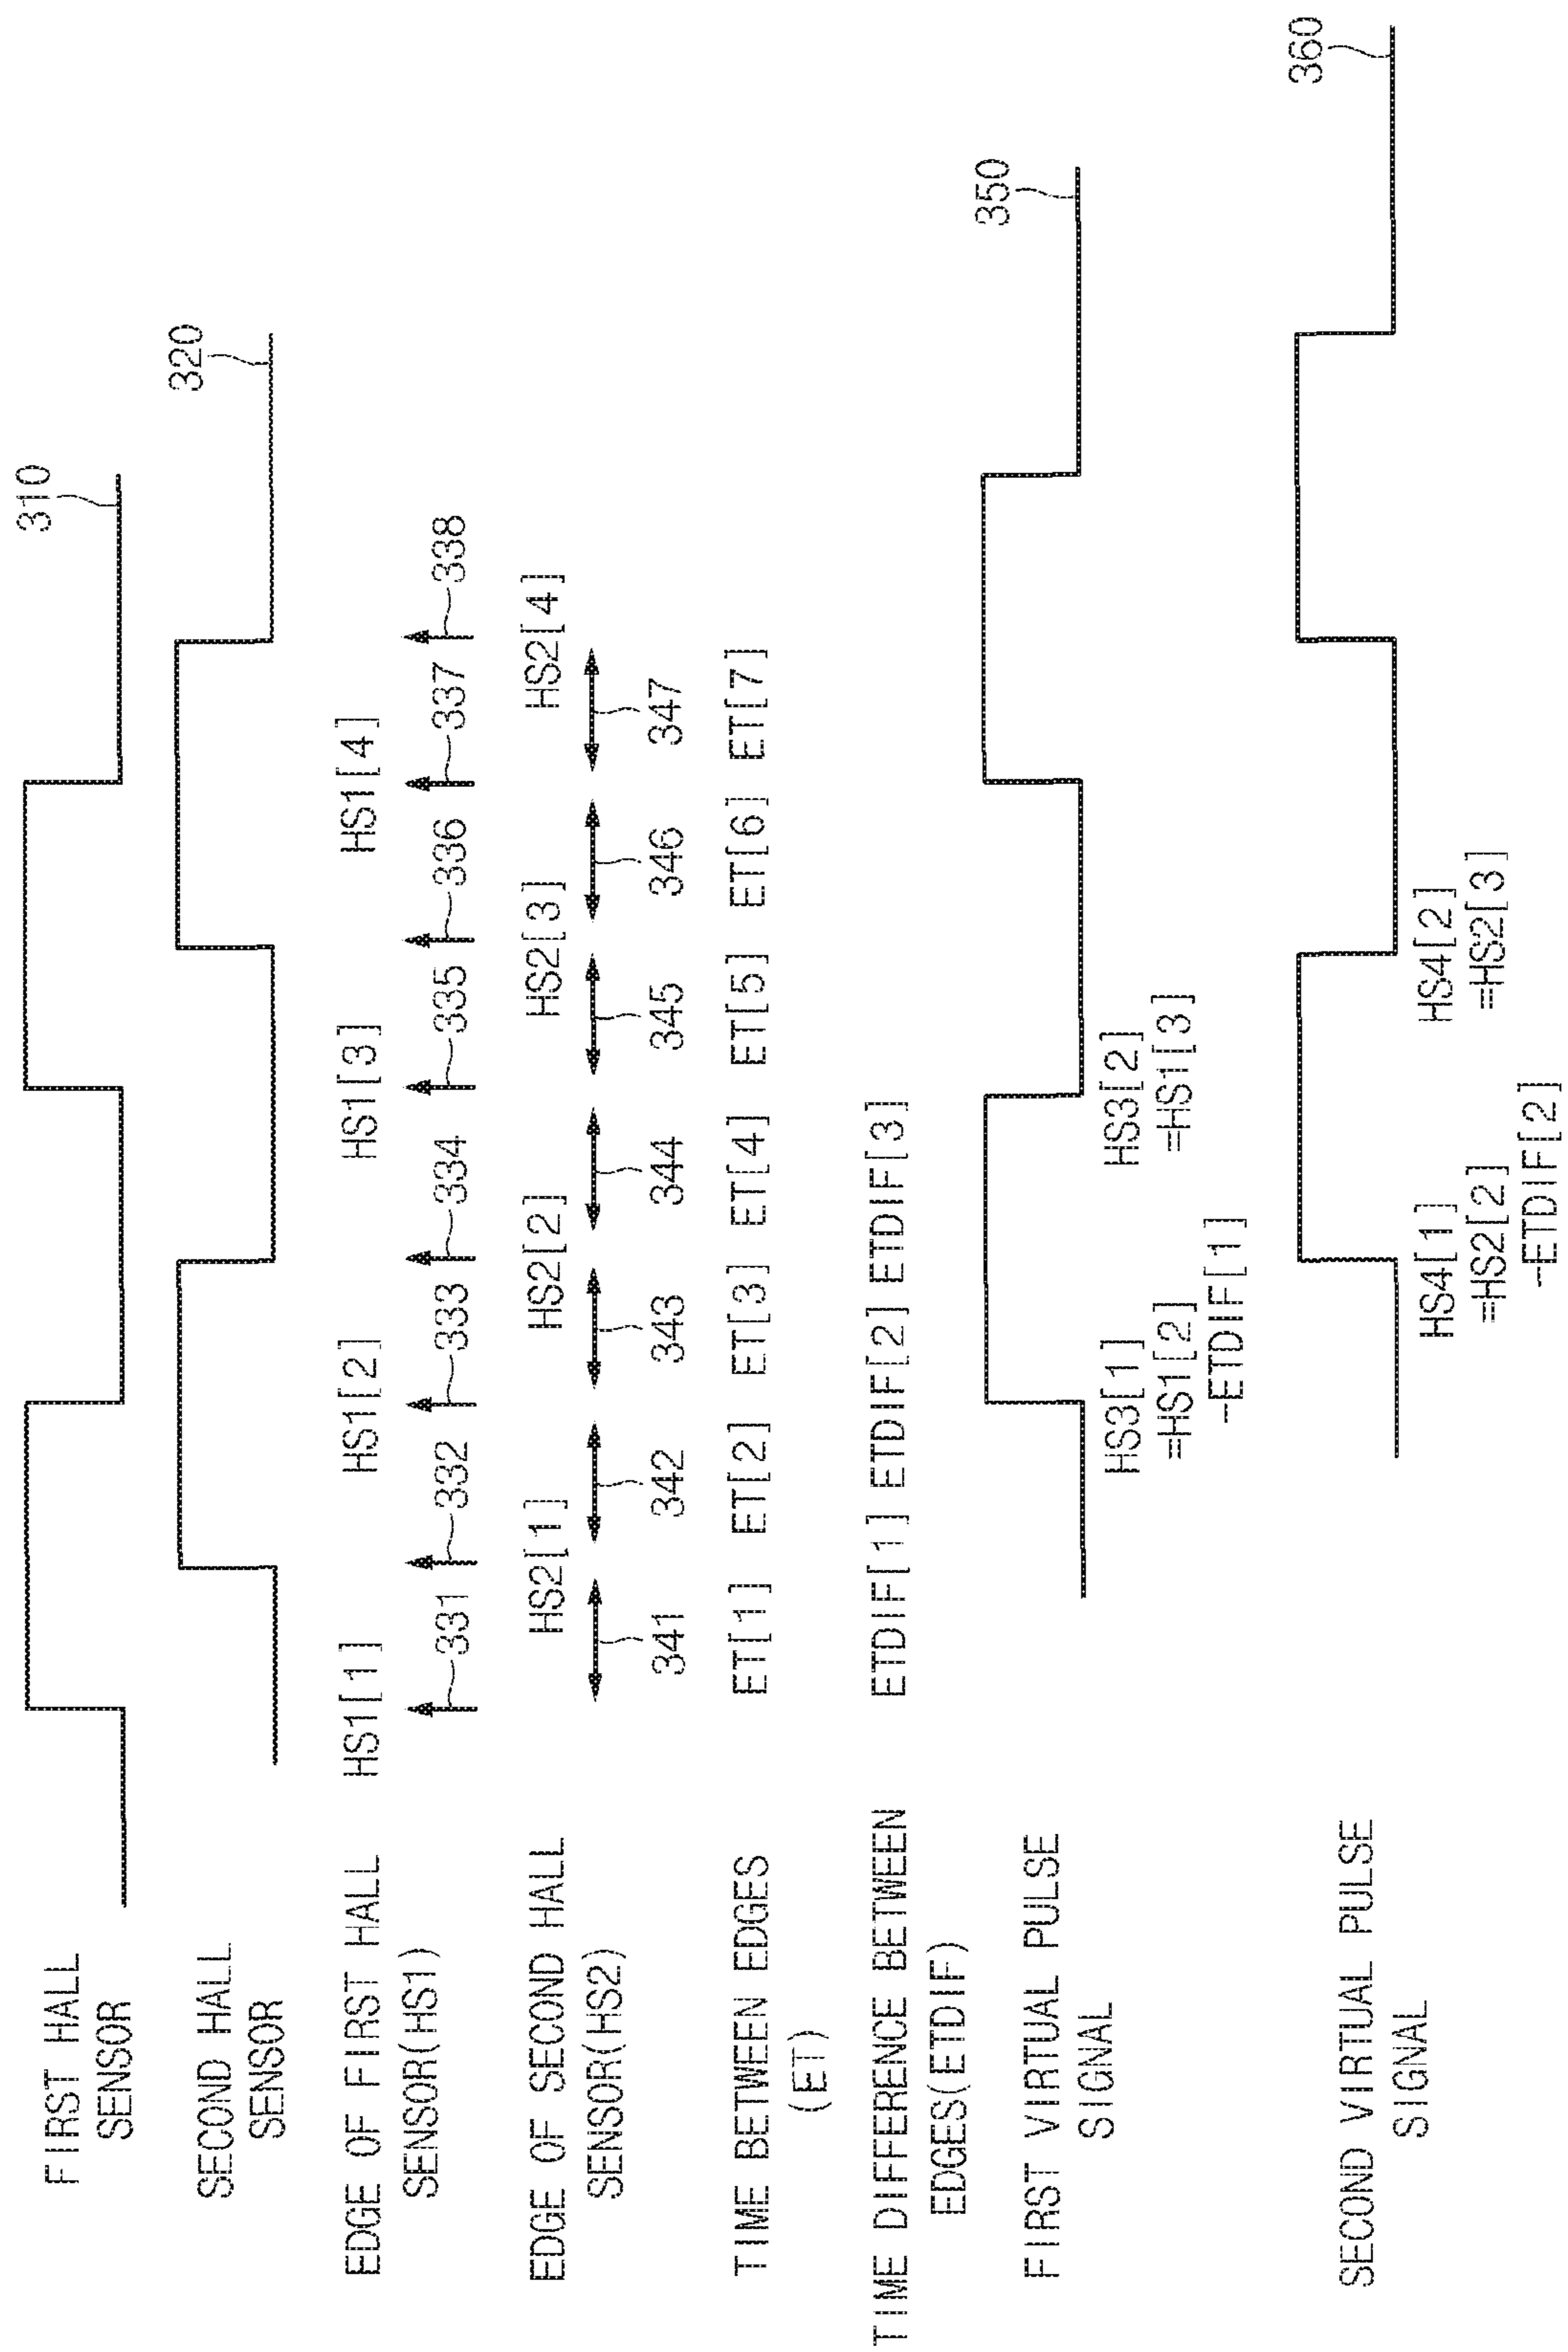 FIRST HALL
SENSOR
310
SECOND HALL
SENSOR
320
EDGE OF FIRST HALL
SENSOR(HS1)
HS1[1]
HS1[2]
HS1[3]
HS1[4]
331
332
333
334
335
336
337
338
EDGE OF SECOND HALL
SENSOR(HS2)
HS2[1]
HS2[2]
HS2[3]
HS2[4]
341
342
343
344
345
346
347
TIME BETWEEN EDGES
(ET)
ET[1] ET[2] ET[3] ET[4] ET[5] ET[6] ET[7]
TIME DIFFERENCE BETWEEN
EDGES(ETDIF)
ETDIF[1] ETDIF[2] ETDIF[3]
FIRST VIRTUAL PULSE
SIGNAL
350
HS3[1]
=HS1[2]
-ETDIF[1]
HS3[2]
=HS1[3]
SECOND VIRTUAL PULSE
SIGNAL
360
HS4[1]
=HS2[2]
-ETDIF[2]
HS4[2]
=HS2[3]